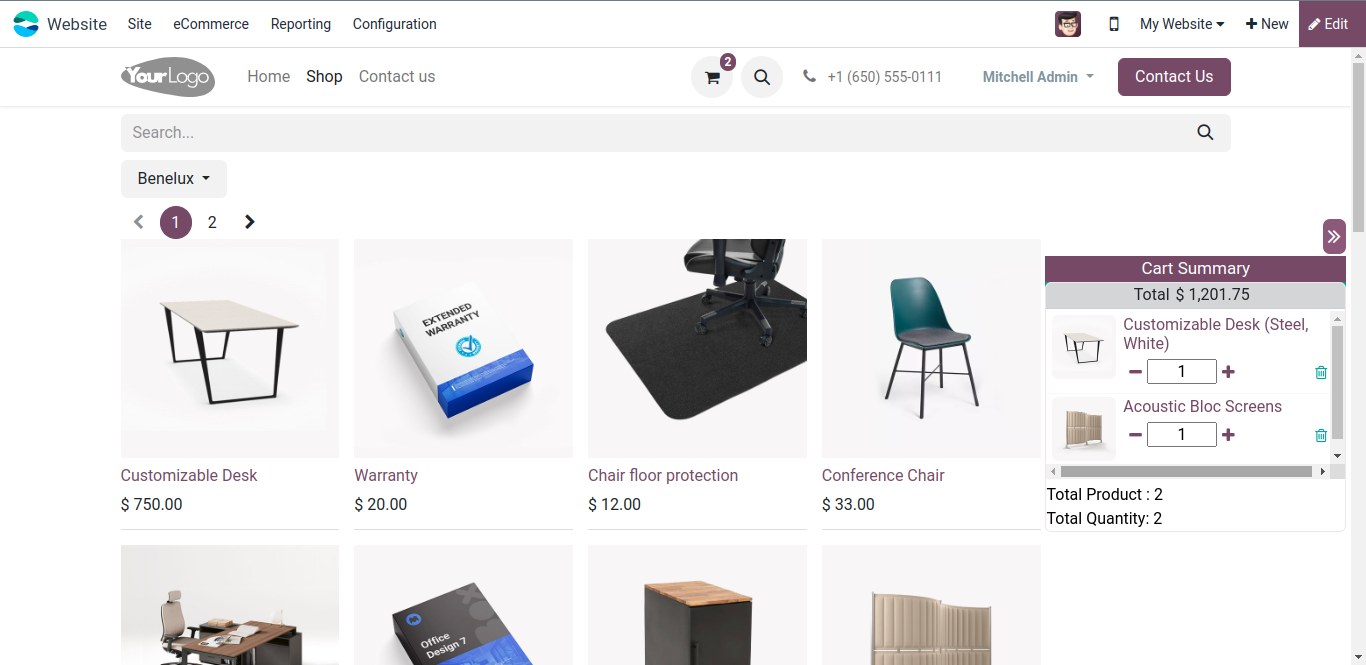 Website Site eCommerce Reporting Configuration My Website + New Edit
YourLogo Home Shop Contact us 2 +1 (650) 555-0111 Mitchell Admin Contact Us
Search...
Benelux
1 2
Cart Summary
Total $ 1,201.75
Customizable Desk (Steel,
White)
1
Acoustic Bloc Screens
1
Total Product : 2
Total Quantity: 2
EXTENDED
WARRANTY
Customizable Desk Warranty Chair floor protection Conference Chair
$ 750.00 $ 20.00 $ 12.00 $ 33.00
Office
Design 7